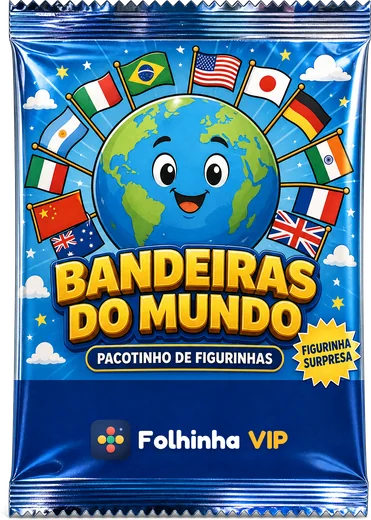 BANDEIRAS
DO MUNDO
PACOTINHO DE FIGURINHAS
FIGURINHA
SURPRESA
Folhinha VIP